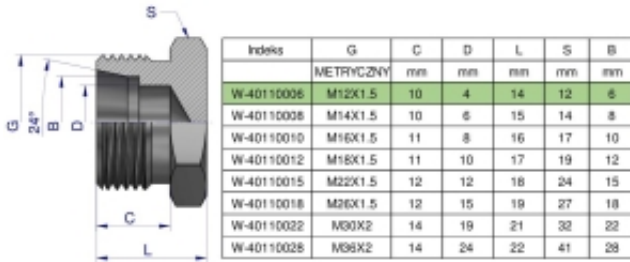 S
G
24°
B
D
C
L
Indeks G C D L S B
METRYCZNY mm mm mm mm mm
W-40110006 M12X1.5 10 4 14 12 6
W-40110008 M14X1.5 10 6 15 14 8
W-40110010 M16X1.5 11 8 16 17 10
W-40110012 M18X1.5 11 10 17 19 12
W-40110015 M22X1.5 12 12 18 24 15
W-40110018 M26X1.5 12 15 19 27 18
W-40110022 M30X2 14 19 21 32 22
W-40110028 M36X2 14 24 22 41 28